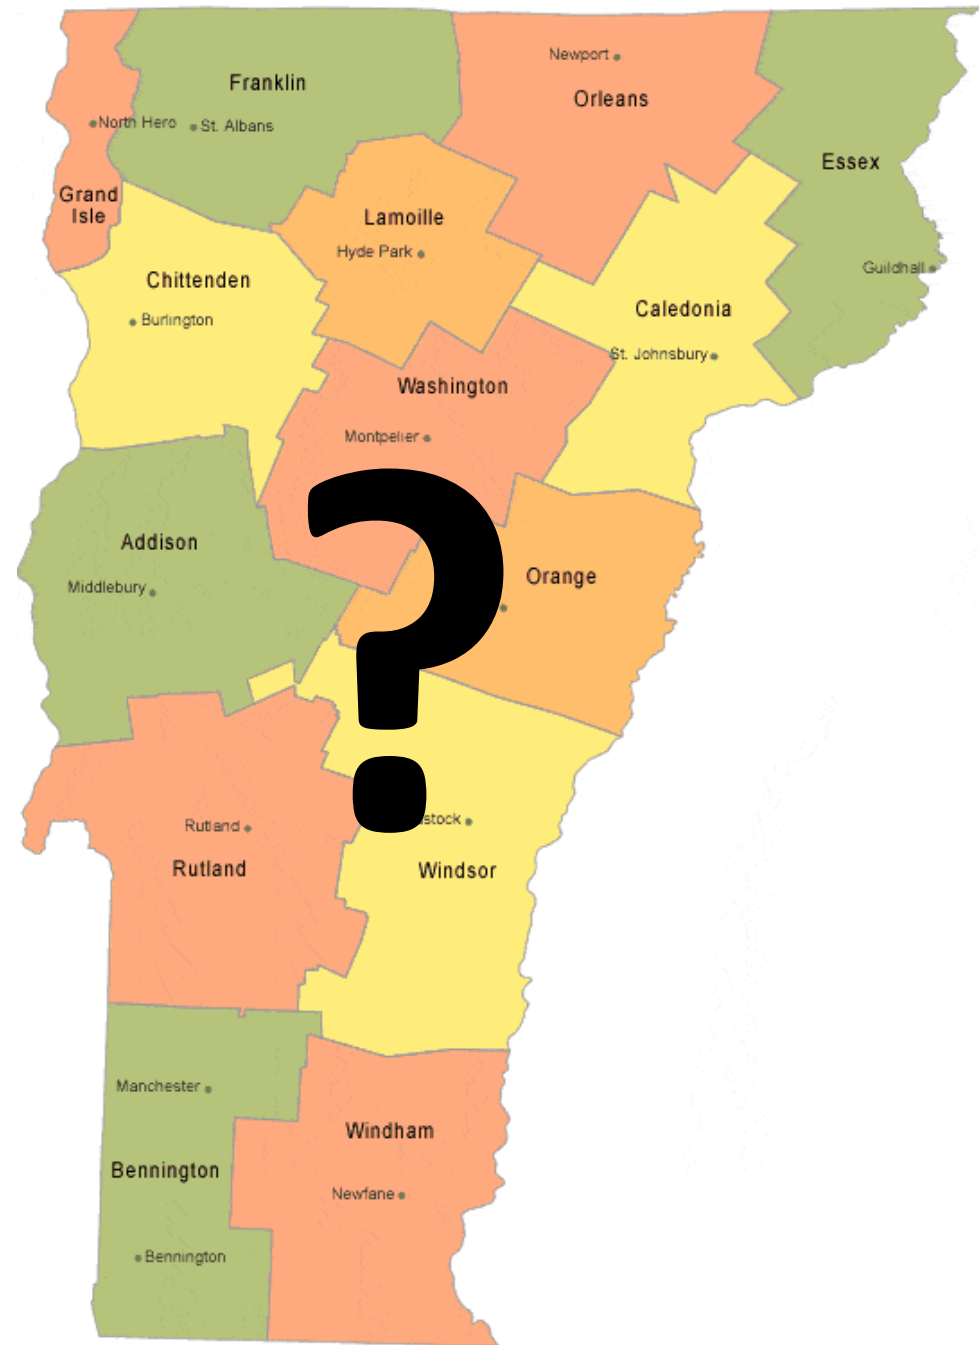 Newport
Franklin
Orleans
North Hero
St. Albans
Essex
Grand
Isle
Lamoille
Hyde Park
Guildhall
Chittenden
Caledonia
Burlington
St. Johnsbury
Washington
Montpelier
?
Addison
Orange
Middlebury
stock
Rutland
Rutland
Windsor
Manchester
Windham
Bennington
Newfane
Bennington